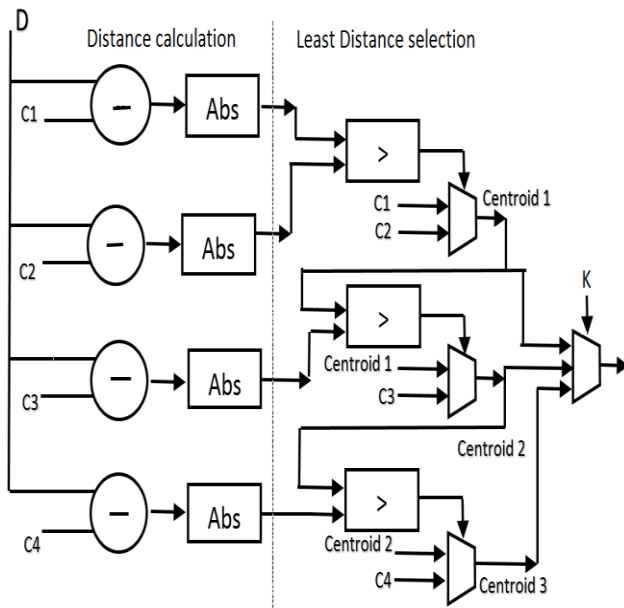 D
Distance calculation
Least Distance selection
C1
−
Abs
>
C1
C2
Centroid 1
C2
−
Abs
K
>
Centroid 1
C3
C3
−
Abs
Centroid 2
>
Centroid 2
C4
Centroid 3
C4
−
Abs